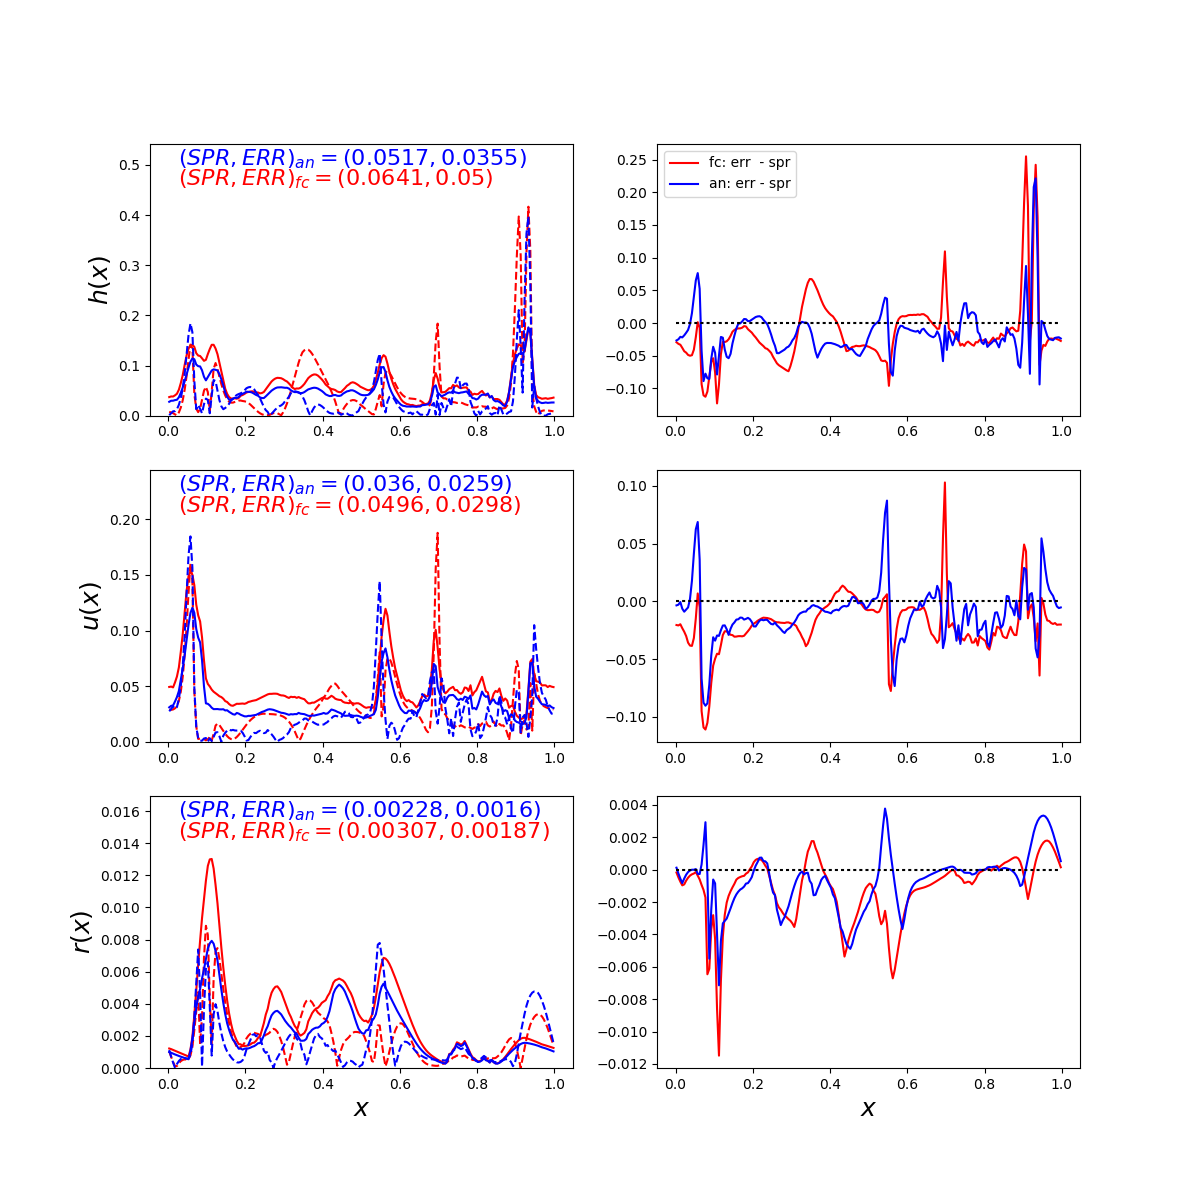 (SPR, ERR)an = (0.0517, 0.0355)
(SPR, ERR)fc = (0.0641, 0.05)
h(x)
0.5
0.4
0.3
0.2
0.1
0.0
0.0 0.2 0.4 0.6 0.8 1.0
fc: err - spr
an: err - spr
0.25
0.20
0.15
0.10
0.05
0.00
−0.05
−0.10
0.0 0.2 0.4 0.6 0.8 1.0
(SPR, ERR)an = (0.036, 0.0259)
(SPR, ERR)fc = (0.0496, 0.0298)
u(x)
0.20
0.15
0.10
0.05
0.00
0.0 0.2 0.4 0.6 0.8 1.0
0.10
0.05
0.00
−0.05
−0.10
0.0 0.2 0.4 0.6 0.8 1.0
(SPR, ERR)an = (0.00228, 0.0016)
(SPR, ERR)fc = (0.00307, 0.00187)
r(x)
0.016
0.014
0.012
0.010
0.008
0.006
0.004
0.002
0.000
0.0 0.2 0.4 0.6 0.8 1.0
x
0.004
0.002
0.000
−0.002
−0.004
−0.006
−0.008
−0.010
−0.012
0.0 0.2 0.4 0.6 0.8 1.0
x